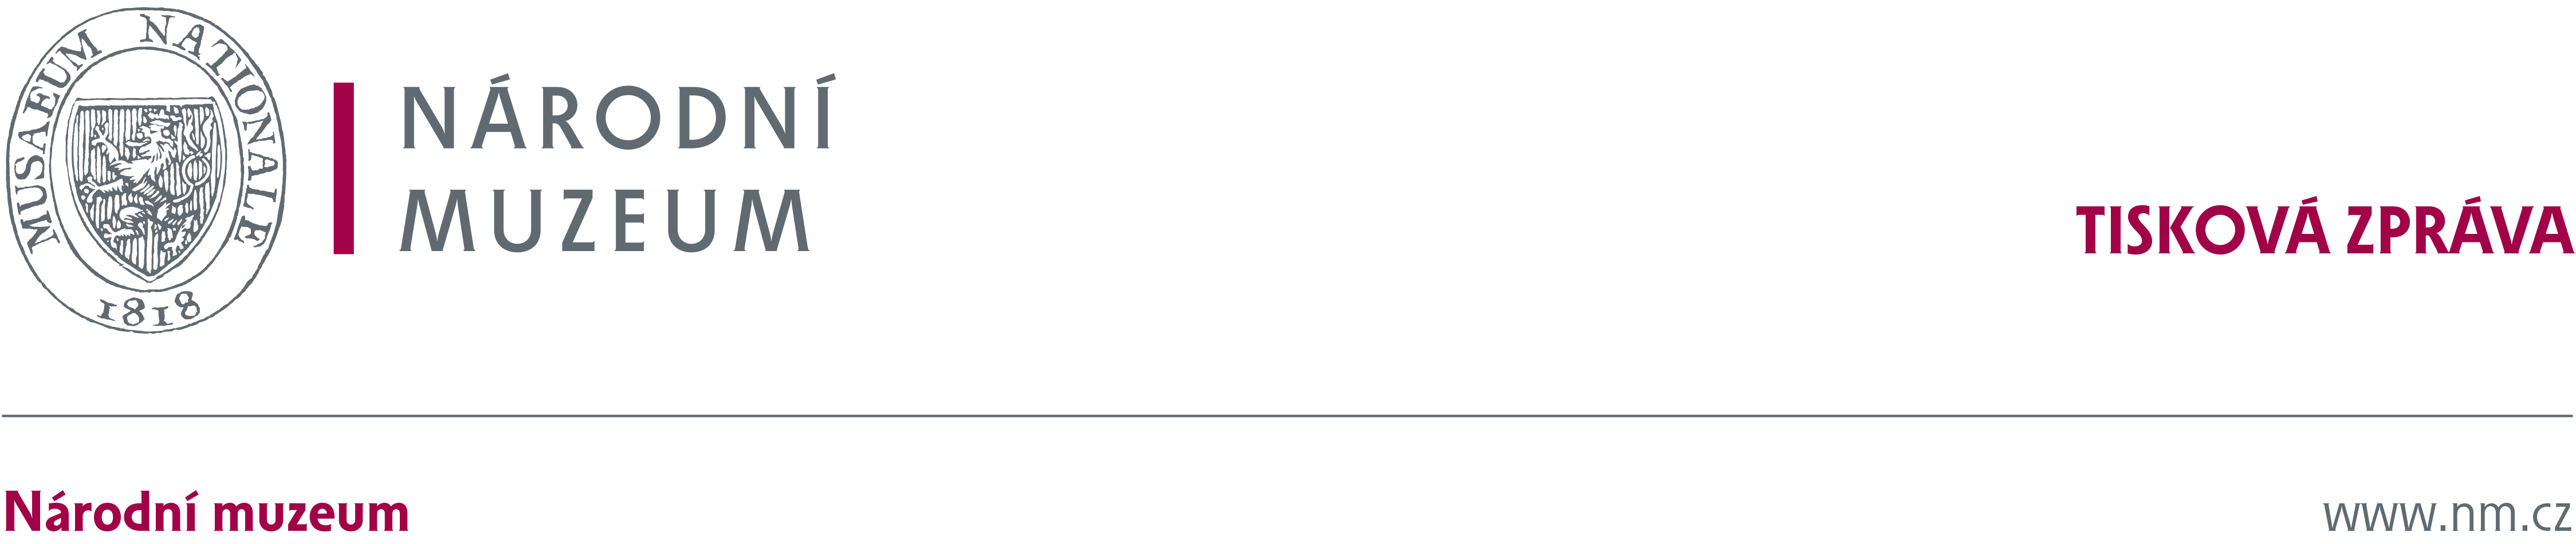 MUSAEUM NATIONALE
1818
NÁRODNÍ
MUZEUM
TISKOVÁ ZPRÁVA
Národní muzeum
www.nm.cz